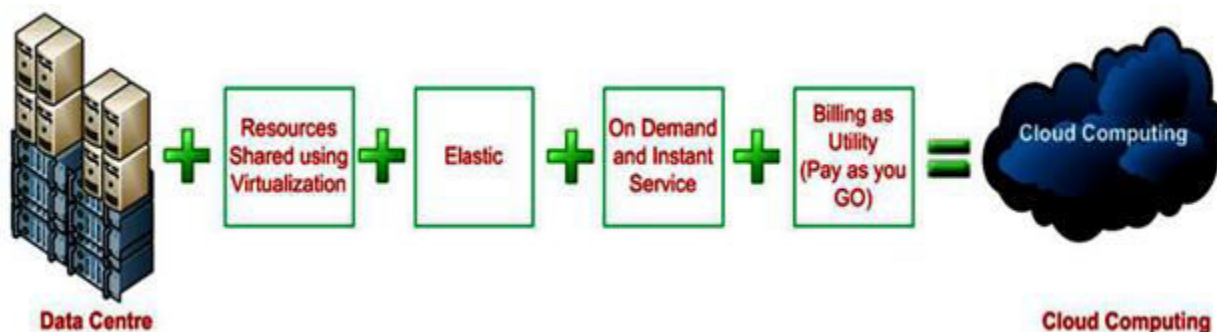 Resources
Shared using
Virtualization
Elastic
On Demand
and Instant
Service
Billing as
Utility
(Pay as you
GO)
Cloud Computing
Data Centre
Cloud Computing